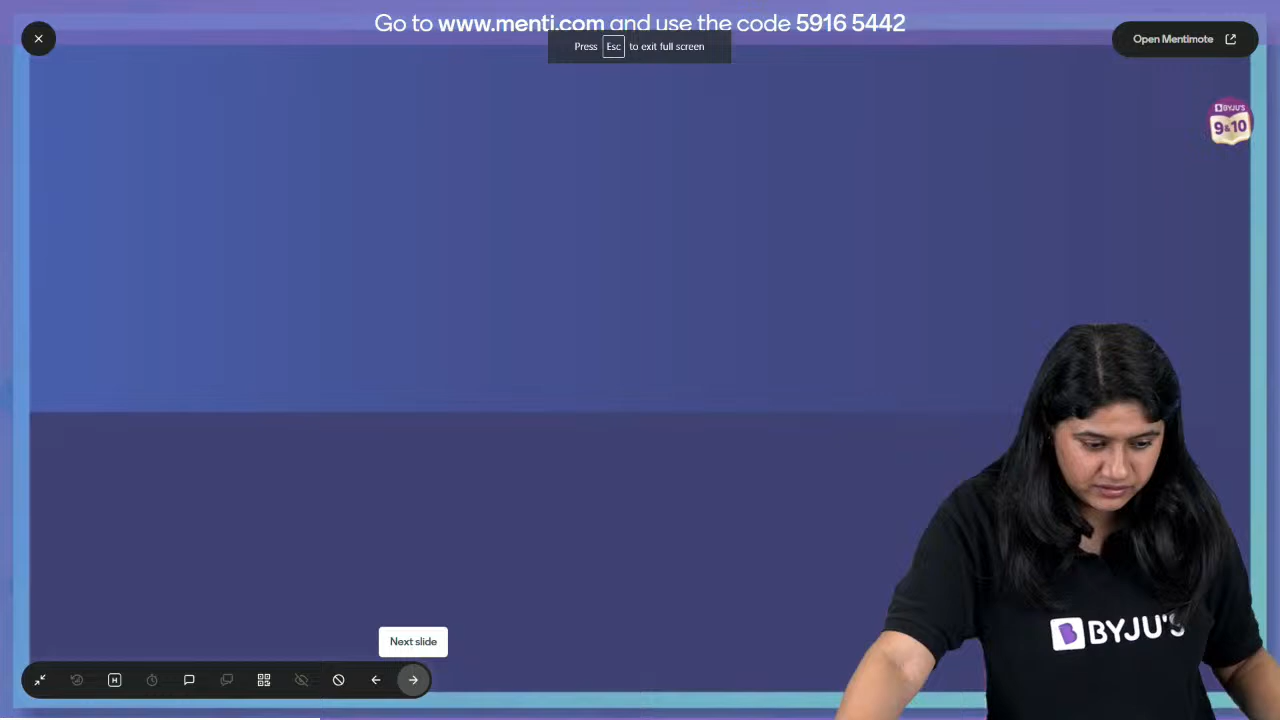 Go to www.menti.com and use the code 5916 5442
Press Esc to exit full screen
Open Mentimote
BYJU'S
9&10
BYJU'S
Next slide
H